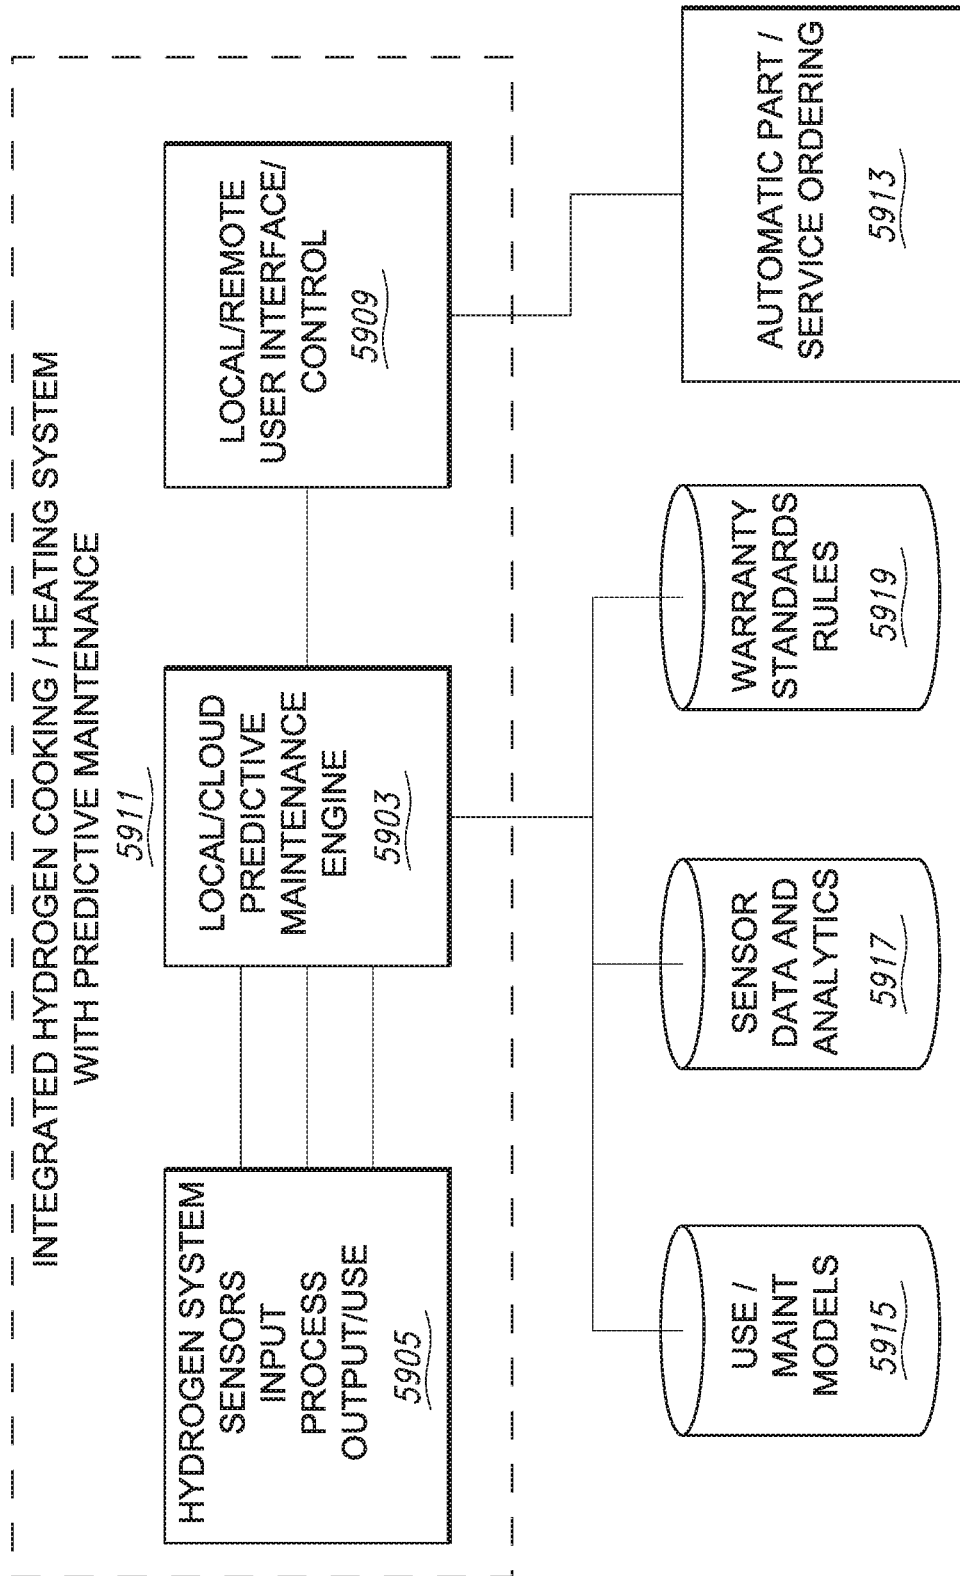 INTEGRATED HYDROGEN COOKING / HEATING SYSTEM
WITH PREDICTIVE MAINTENANCE
5911
HYDROGEN SYSTEM
SENSORS
INPUT
PROCESS
OUTPUT/USE
5905
LOCAL/CLOUD
PREDICTIVE
MAINTENANCE
ENGINE
5903
LOCAL/REMOTE
USER INTERFACE/
CONTROL
5909
USE /
MAINT
MODELS
5915
SENSOR
DATA AND
ANALYTICS
5917
WARRANTY
STANDARDS
RULES
5919
AUTOMATIC PART /
SERVICE ORDERING
5913